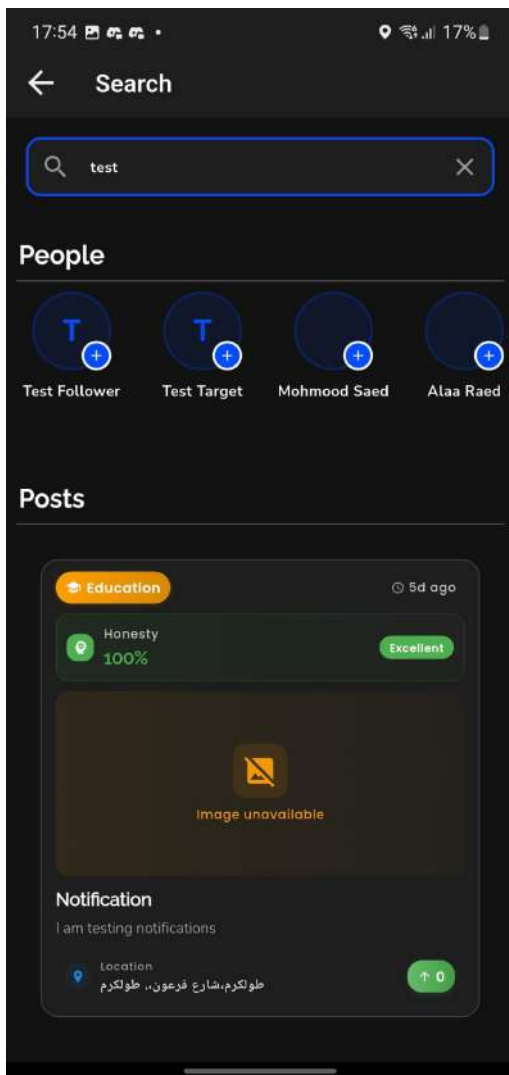 17:54
17%
Search
test
People
T
T
Test Follower
Test Target
Mohmood Saed
Alaa Raed
Posts
Education
5d ago
Honesty
100%
Excellent
Image unavailable
Notification
I am testing notifications
Location
طولكرم،شارع فرعون،, طولكرم
0